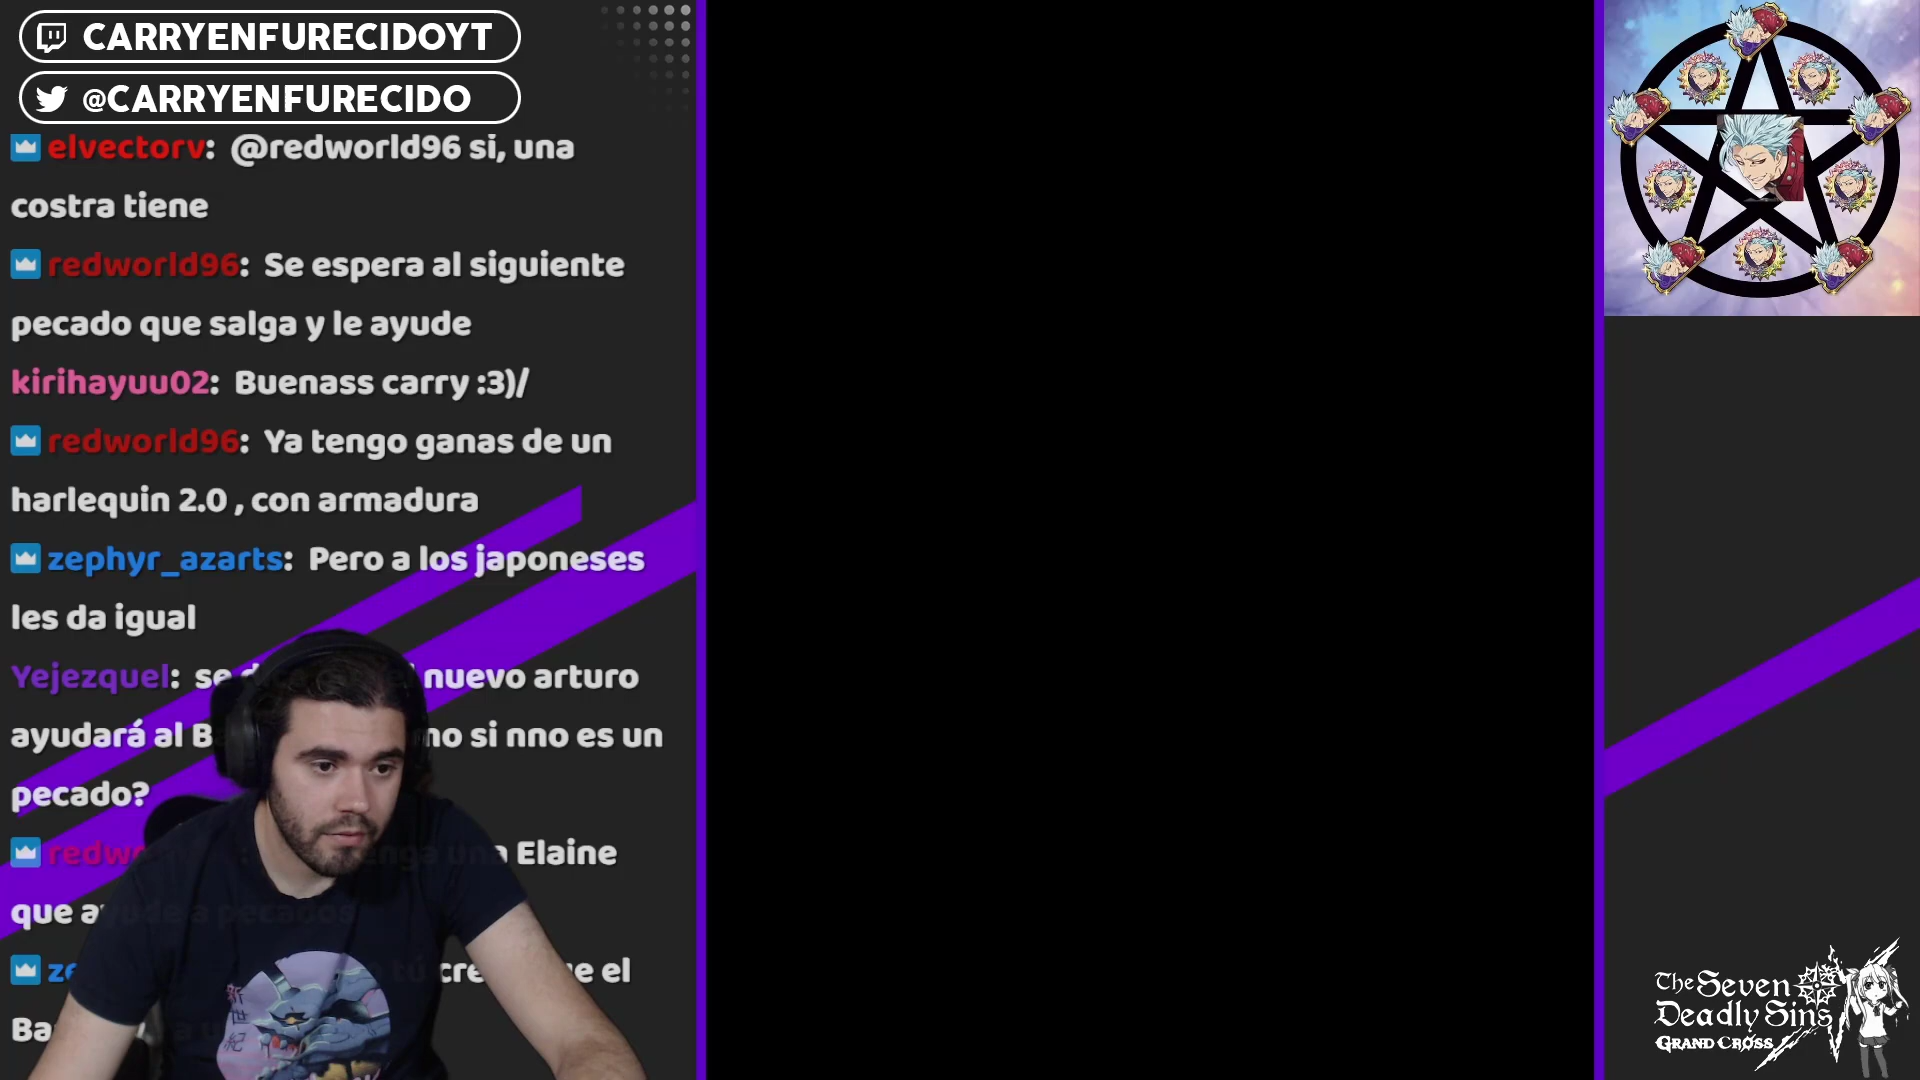 CARRYENFURECIDOYT
@CARRYENFURECIDO
elvectorv: @redworld96 si, una
costra tiene
redworld96: Se espera al siguiente
pecado que salga y le ayude
kirihayuu02: Buenass carry :3)/
redworld96: Ya tengo ganas de un
harlequin 2.0 , con armadura
zephyr_azarts: Pero a los japoneses
les da igual
Yejezquel: nuevo arturo
ayudará al si nno es un
pecado?
Elaine
que ayude a pecados
el
The Seven
Deadly Sins
GRAND CROSS